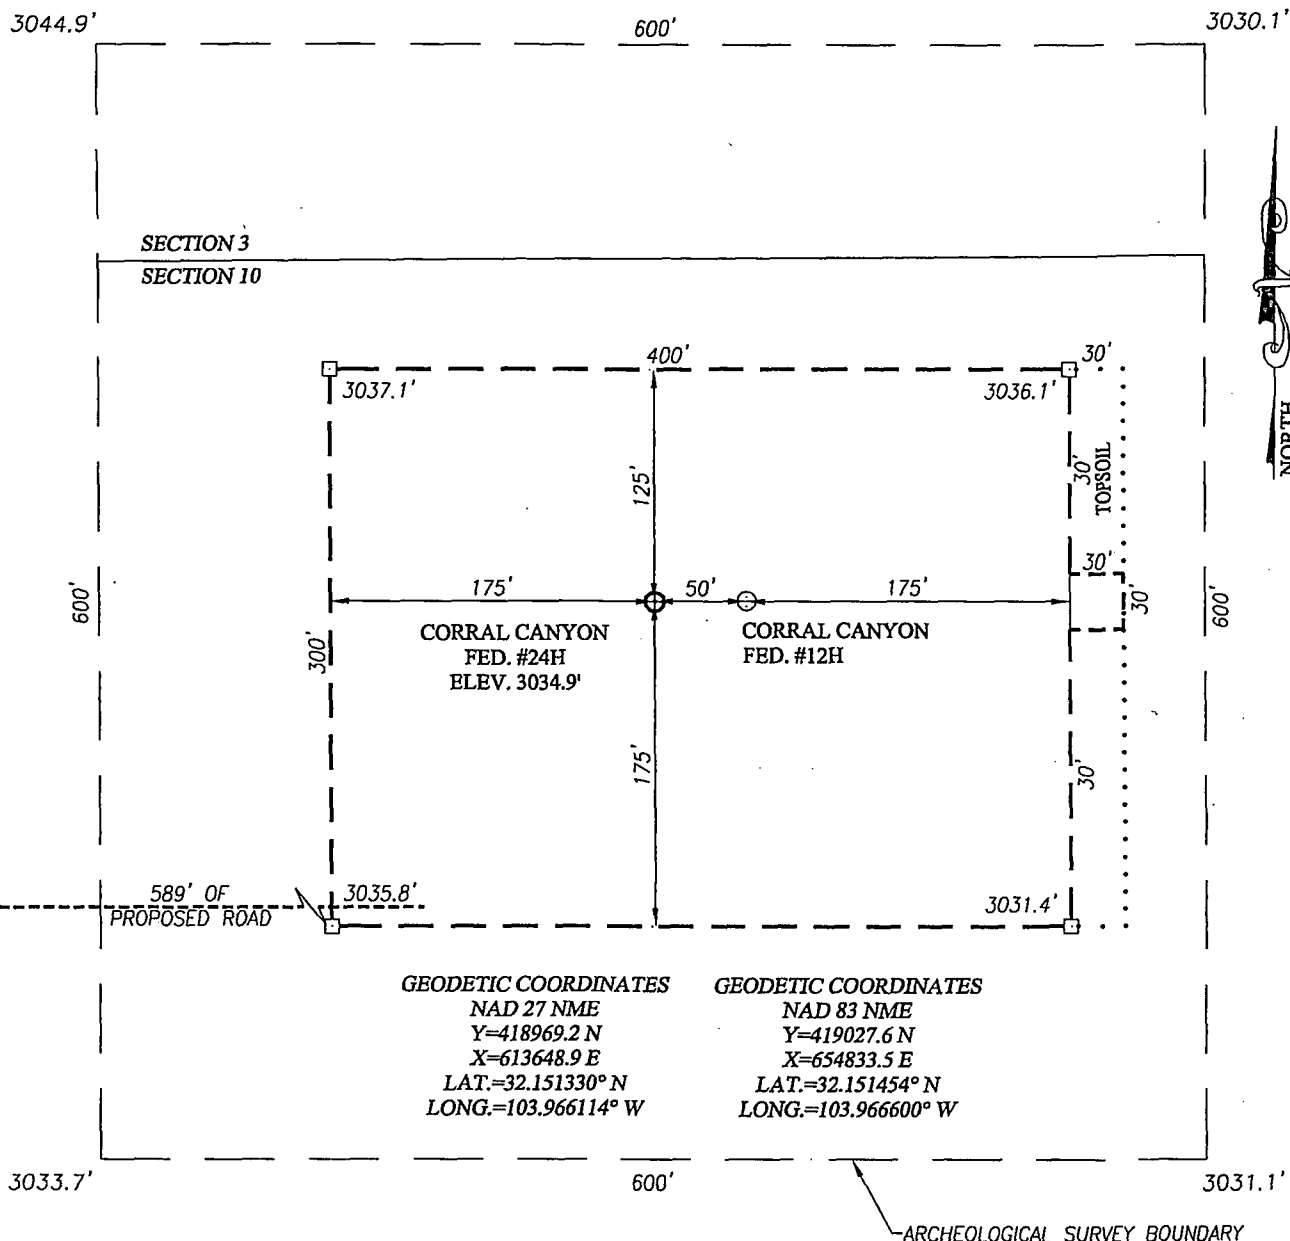 3044.9'
600'
3030.1'
SECTION 3
SECTION 10
NORTH
400'
30'
3037.1'
3036.1'
125'
30'
TOPSOIL
30'
175'
50'
175'
30'
600'
300'
600'
CORRAL CANYON
FED. #24H
ELEV. 3034.9'
CORRAL CANYON
FED. #12H
175'
30'
589' OF
PROPOSED ROAD
3035.8'
3031.4'
GEODETIC COORDINATES
NAD 27 NME
Y=418969.2 N
X=613648.9 E
LAT.=32.151330° N
LONG.=103.966114° W
GEODETIC COORDINATES
NAD 83 NME
Y=419027.6 N
X=654833.5 E
LAT.=32.151454° N
LONG.=103.966600° W
3033.7'
600'
3031.1'
ARCHEOLOGICAL SURVEY BOUNDARY